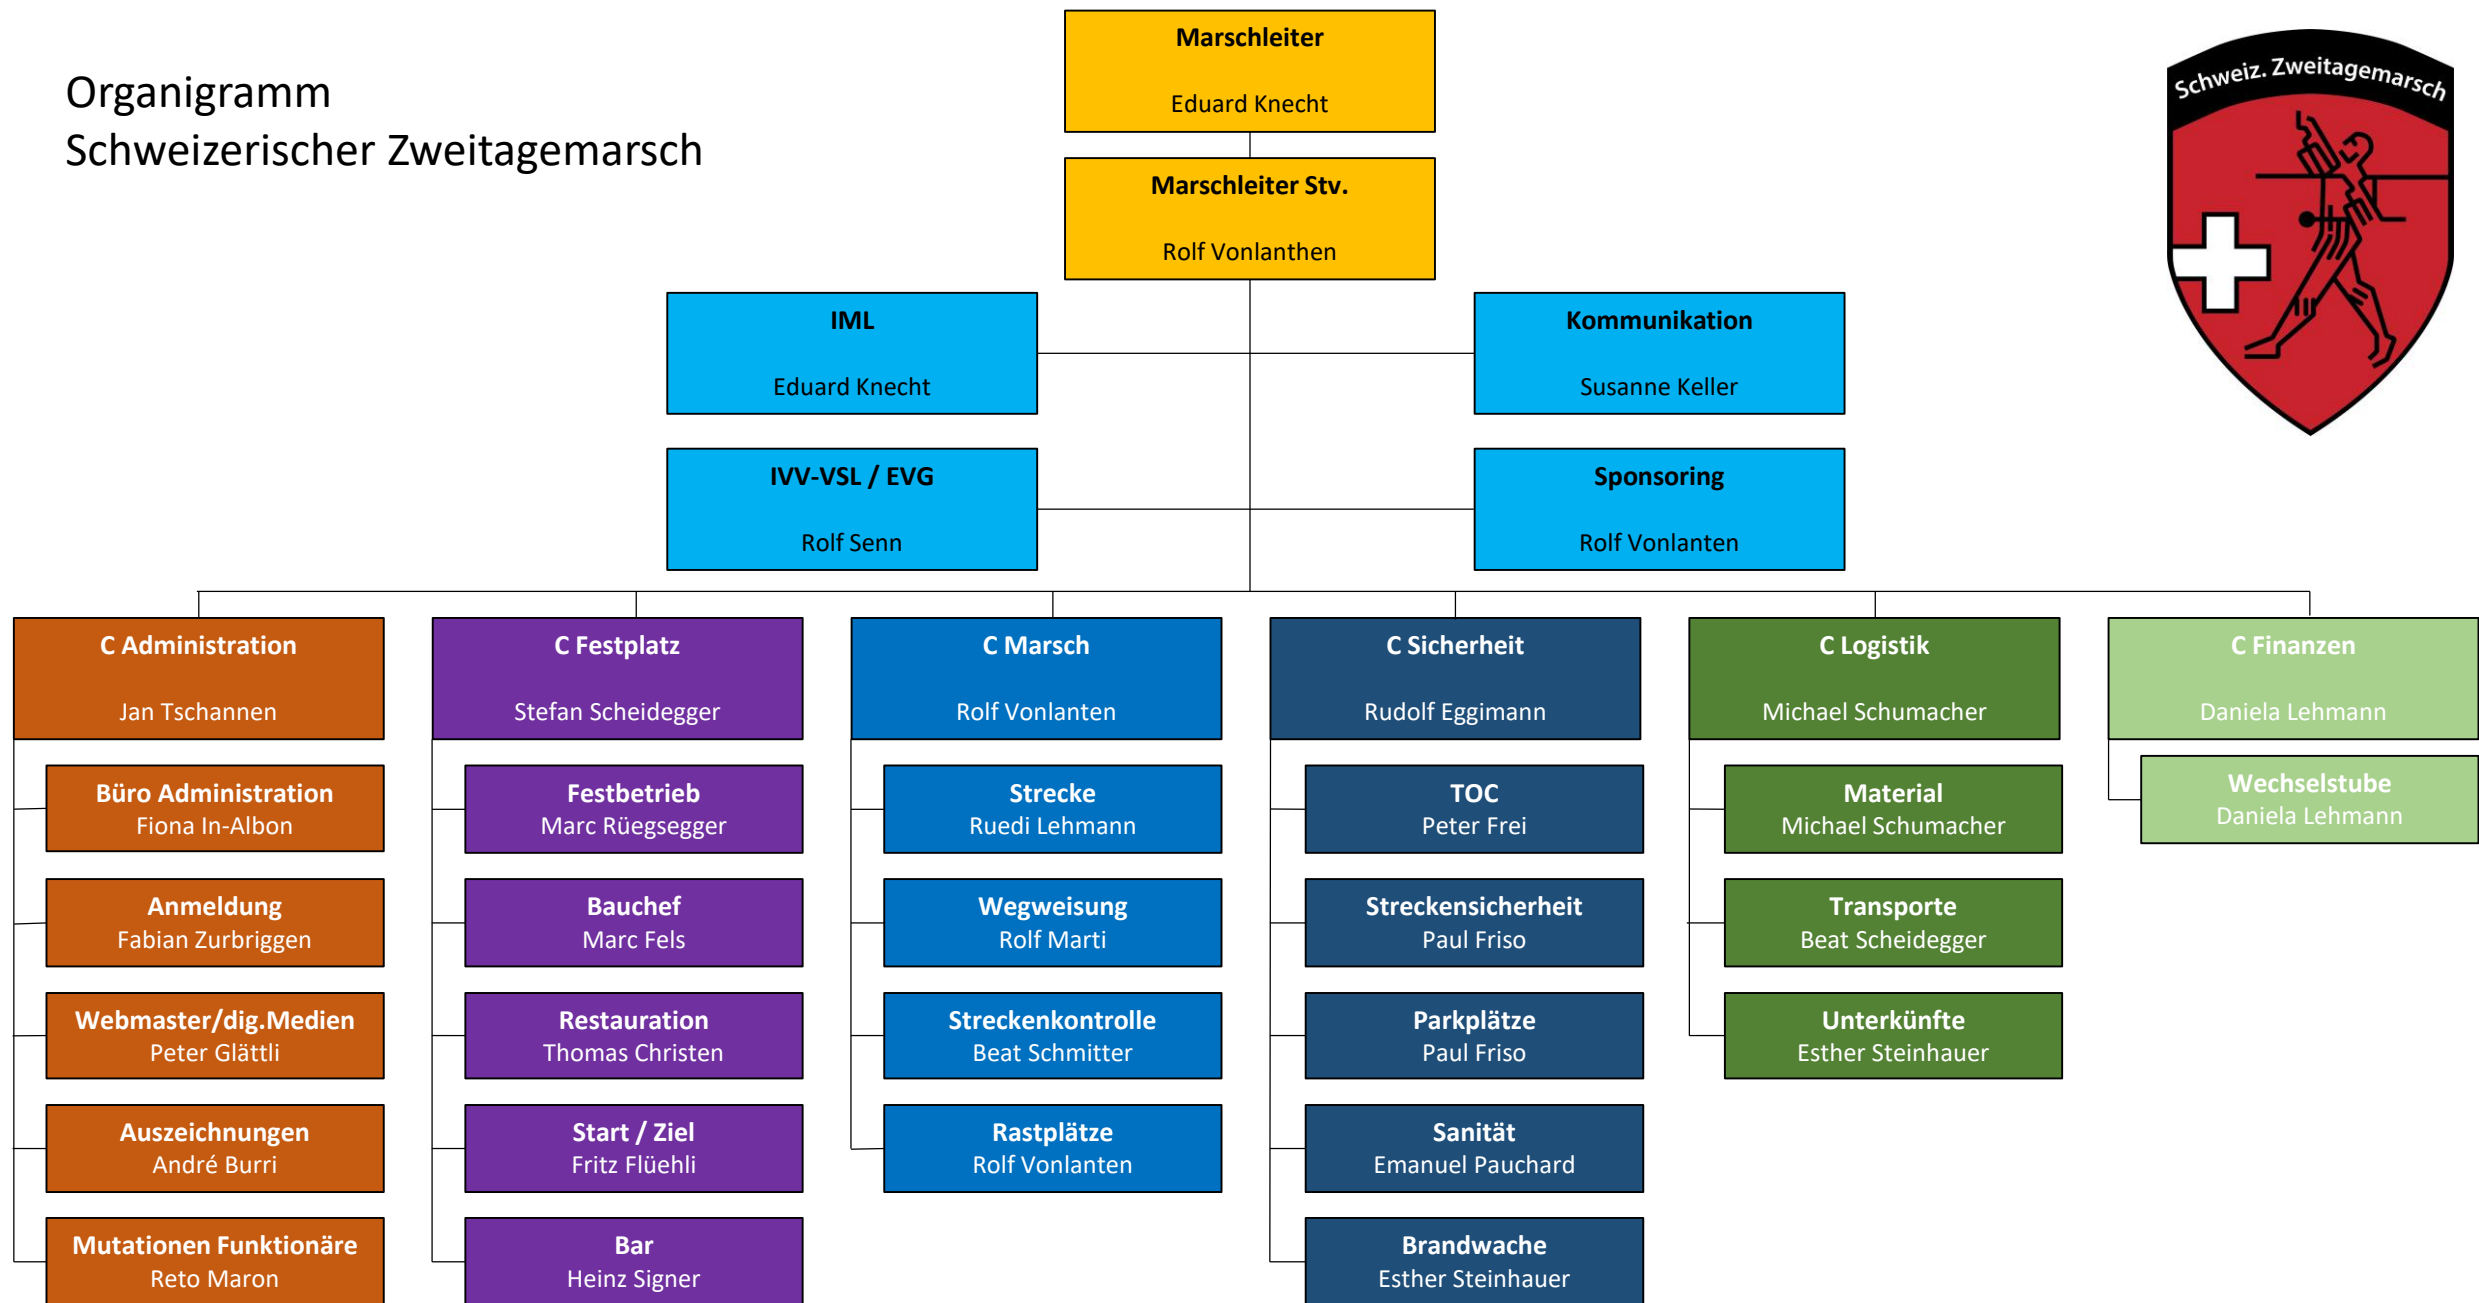 Organigramm
Schweizerischer Zweitagemarsch
Schweiz. Zweitagemarsch
Marschleiter
Eduard Knecht
Marschleiter Stv.
Rolf Vonlanthen
IML
Eduard Knecht
Kommunikation
Susanne Keller
IVV-VSL / EVG
Rolf Senn
Sponsoring
Rolf Vonlanten
C Administration
Jan Tschannen
Büro Administration
Fiona In-Albon
Anmeldung
Fabian Zurbriggen
Webmaster/dig.Medien
Peter Glättli
Auszeichnungen
André Burri
Mutationen Funktionäre
Reto Maron
C Festplatz
Stefan Scheidegger
Festbetrieb
Marc Rüegsegger
Bauchef
Marc Fels
Restauration
Thomas Christen
Start / Ziel
Fritz Flüehli
Bar
Heinz Signer
C Marsch
Rolf Vonlanten
Strecke
Ruedi Lehmann
Wegweisung
Rolf Marti
Streckenkontrolle
Beat Schmitter
Rastplätze
Rolf Vonlanten
C Sicherheit
Rudolf Eggimann
TOC
Peter Frei
Streckensicherheit
Paul Friso
Parkplätze
Paul Friso
Sanität
Emanuel Pauchard
Brandwache
Esther Steinhauer
C Logistik
Michael Schumacher
Material
Michael Schumacher
Transporte
Beat Scheidegger
Unterkünfte
Esther Steinhauer
C Finanzen
Daniela Lehmann
Wechselstube
Daniela Lehmann